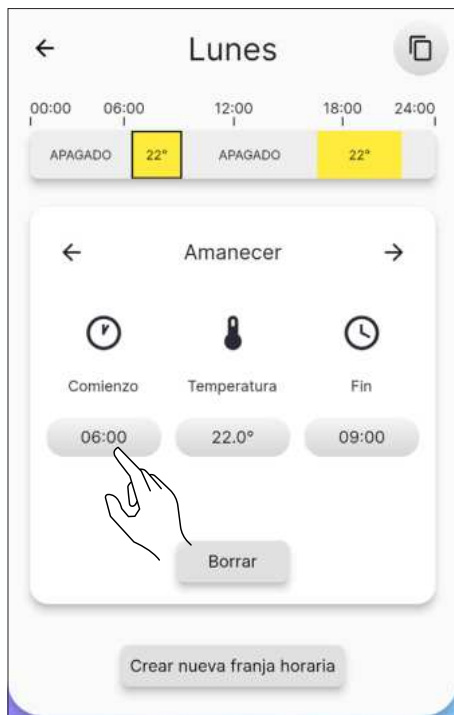 Lunes
00:00 06:00 12:00 18:00 24:00
APAGADO 22° APAGADO 22°
Amanecer
Comienzo Temperatura Fin
06:00 22.0° 09:00
Borrar
Crear nueva franja horaria